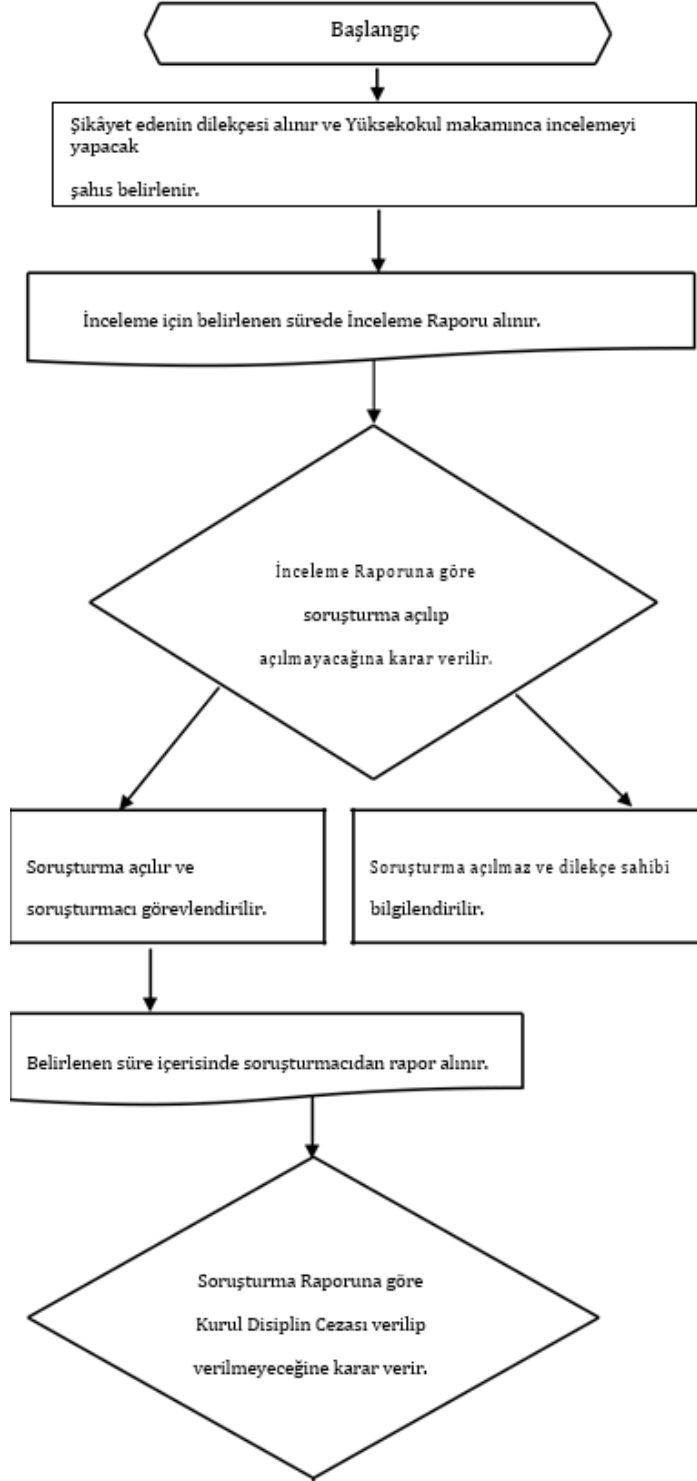 Başlangıç
Şikâyet edenin dilekçesi alınır ve Yüksekokul makamınca incelemeyi
yapacak
şahıs belirlenir.
İnceleme için belirlenen sürede İnceleme Raporu alınır.
İnceleme Raporuna göre
soruşturma açılıp
açılmayacağına karar verilir.
Soruşturma açılır ve
soruşturmacı görevlendirilir.
Soruşturma açılmaz ve dilekçe sahibi
bilgilendirilir.
Belirlenen süre içerisinde soruşturmacıdan rapor alınır.
Soruşturma Raporuna göre
Kurul Disiplin Cezası verilip
verilmeyeceğine karar verir.